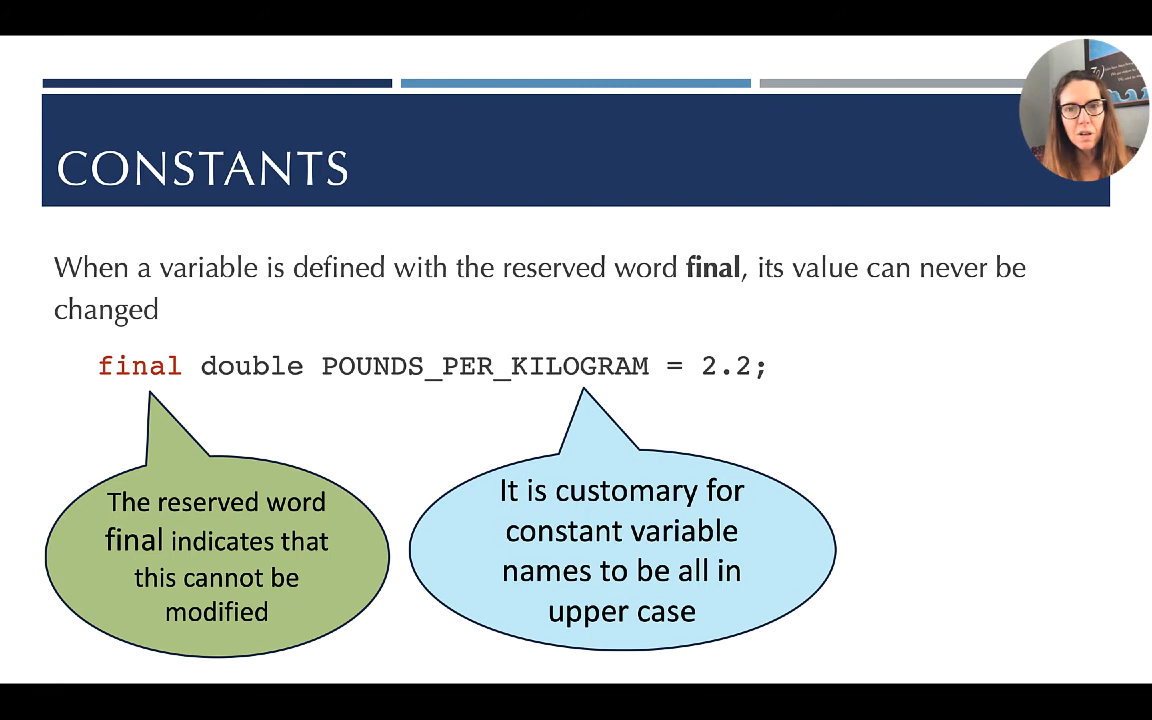 CONSTANTS
When a variable is defined with the reserved word final, its value can never be
changed
final double POUNDS_PER_KILOGRAM = 2.2;
The reserved word
final indicates that
this cannot be
modified
It is customary for
constant variable
names to be all in
upper case